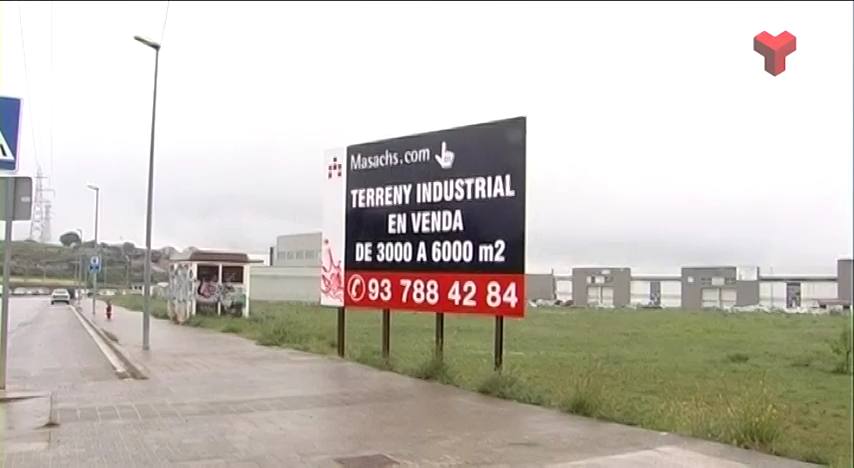 Masachs.com
TERRENY INDUSTRIAL
EN VENDA
DE 3000 A 6000 m2
93 788 42 84